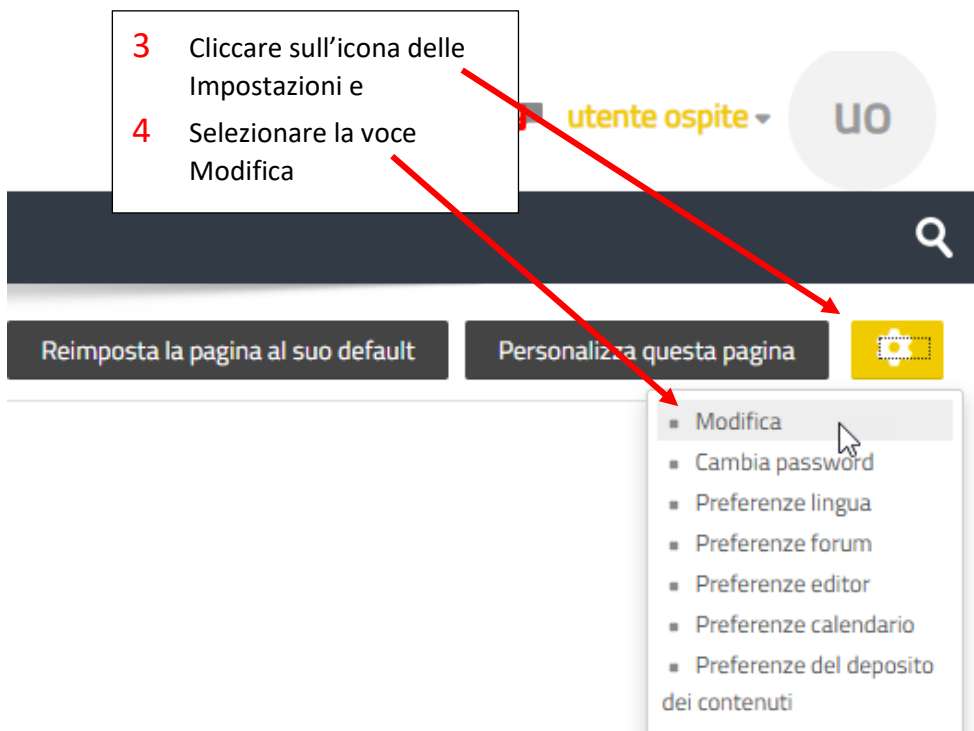 3 Cliccare sull’icona delle
Impostazioni e
4 Selezionare la voce
Modifica
utente ospite
UO
Reimposta la pagina al suo default
Personalizza questa pagina
Modifica
Cambia password
Preferenze lingua
Preferenze forum
Preferenze editor
Preferenze calendario
Preferenze del deposito
dei contenuti